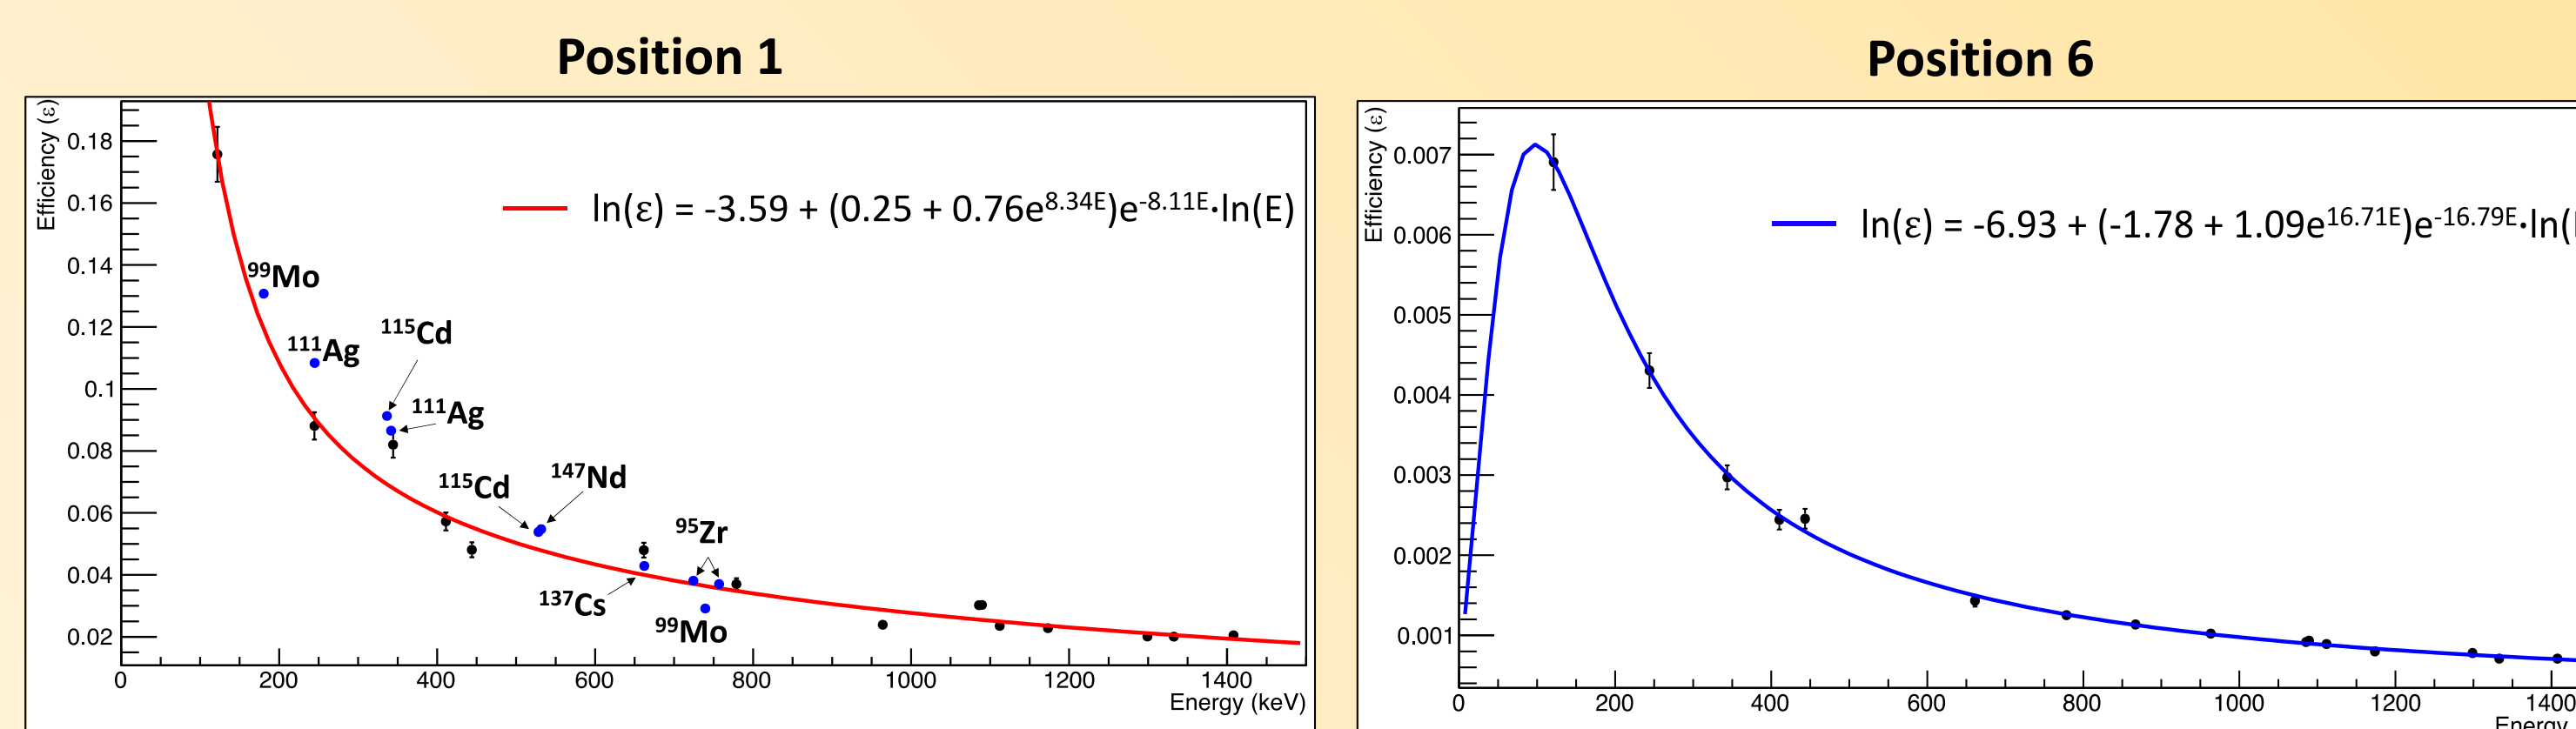 Position 1
Position 6
Efficiency (ε)
0.18
0.16
0.14
0.12
0.1
0.08
0.06
0.04
0.02
ln(ε) = -3.59 + (0.25 + 0.76e^8.34E)e^-8.11E·ln(E)
99Mo
111Ag
115Cd
111Ag
115Cd
147Nd
95Zr
137Cs
99Mo
0 200 400 600 800 1000 1200 1400
Energy (keV)
Efficiency (ε)
0.007
0.006
0.005
0.004
0.003
0.002
0.001
ln(ε) = -6.93 + (-1.78 + 1.09e^16.71E)e^-16.79E·ln(
0 200 400 600 800 1000 1200 1400
Energy